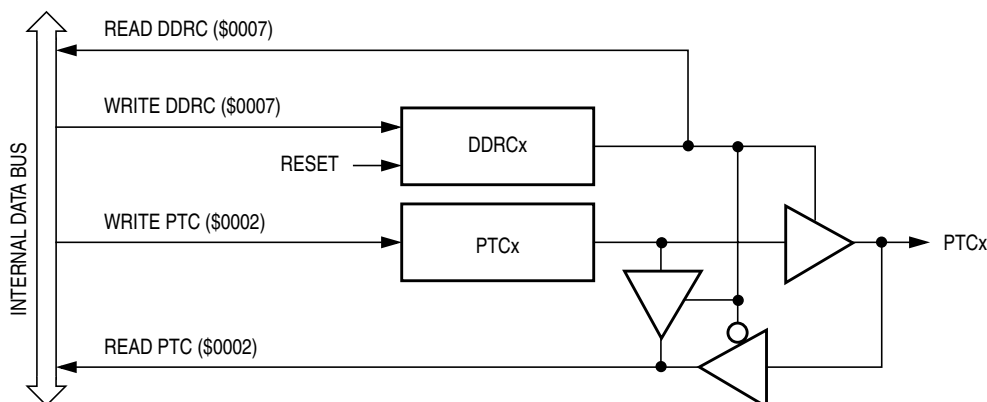 READ DDRC ($0007)
WRITE DDRC ($0007)
DDRCx
RESET
WRITE PTC ($0002)
PTCx
PTCx
READ PTC ($0002)
INTERNAL DATA BUS